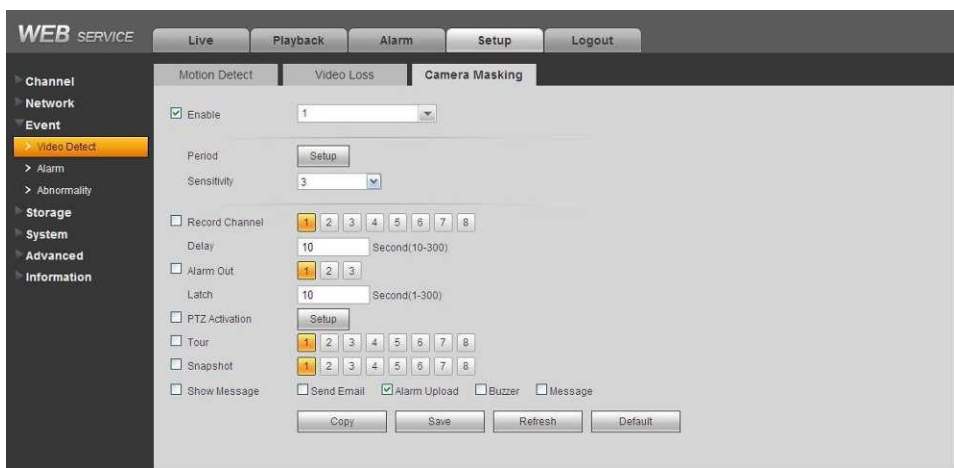 WEB SERVICE
Live Playback Alarm Setup Logout
Channel
Network
Event
> Video Detect
> Alarm
> Abnormality
Storage
System
Advanced
Information
Motion Detect Video Loss Camera Masking
Enable 1
Period Setup
Sensitivity 3
Record Channel 1 2 3 4 5 6 7 8
Delay 10 Second(10-300)
Alarm Out 1 2 3
Latch 10 Second(1-300)
PTZ Activation Setup
Tour 1 2 3 4 5 6 7 8
Snapshot 1 2 3 4 5 6 7 8
Show Message Send Email Alarm Upload Buzzer Message
Copy Save Refresh Default